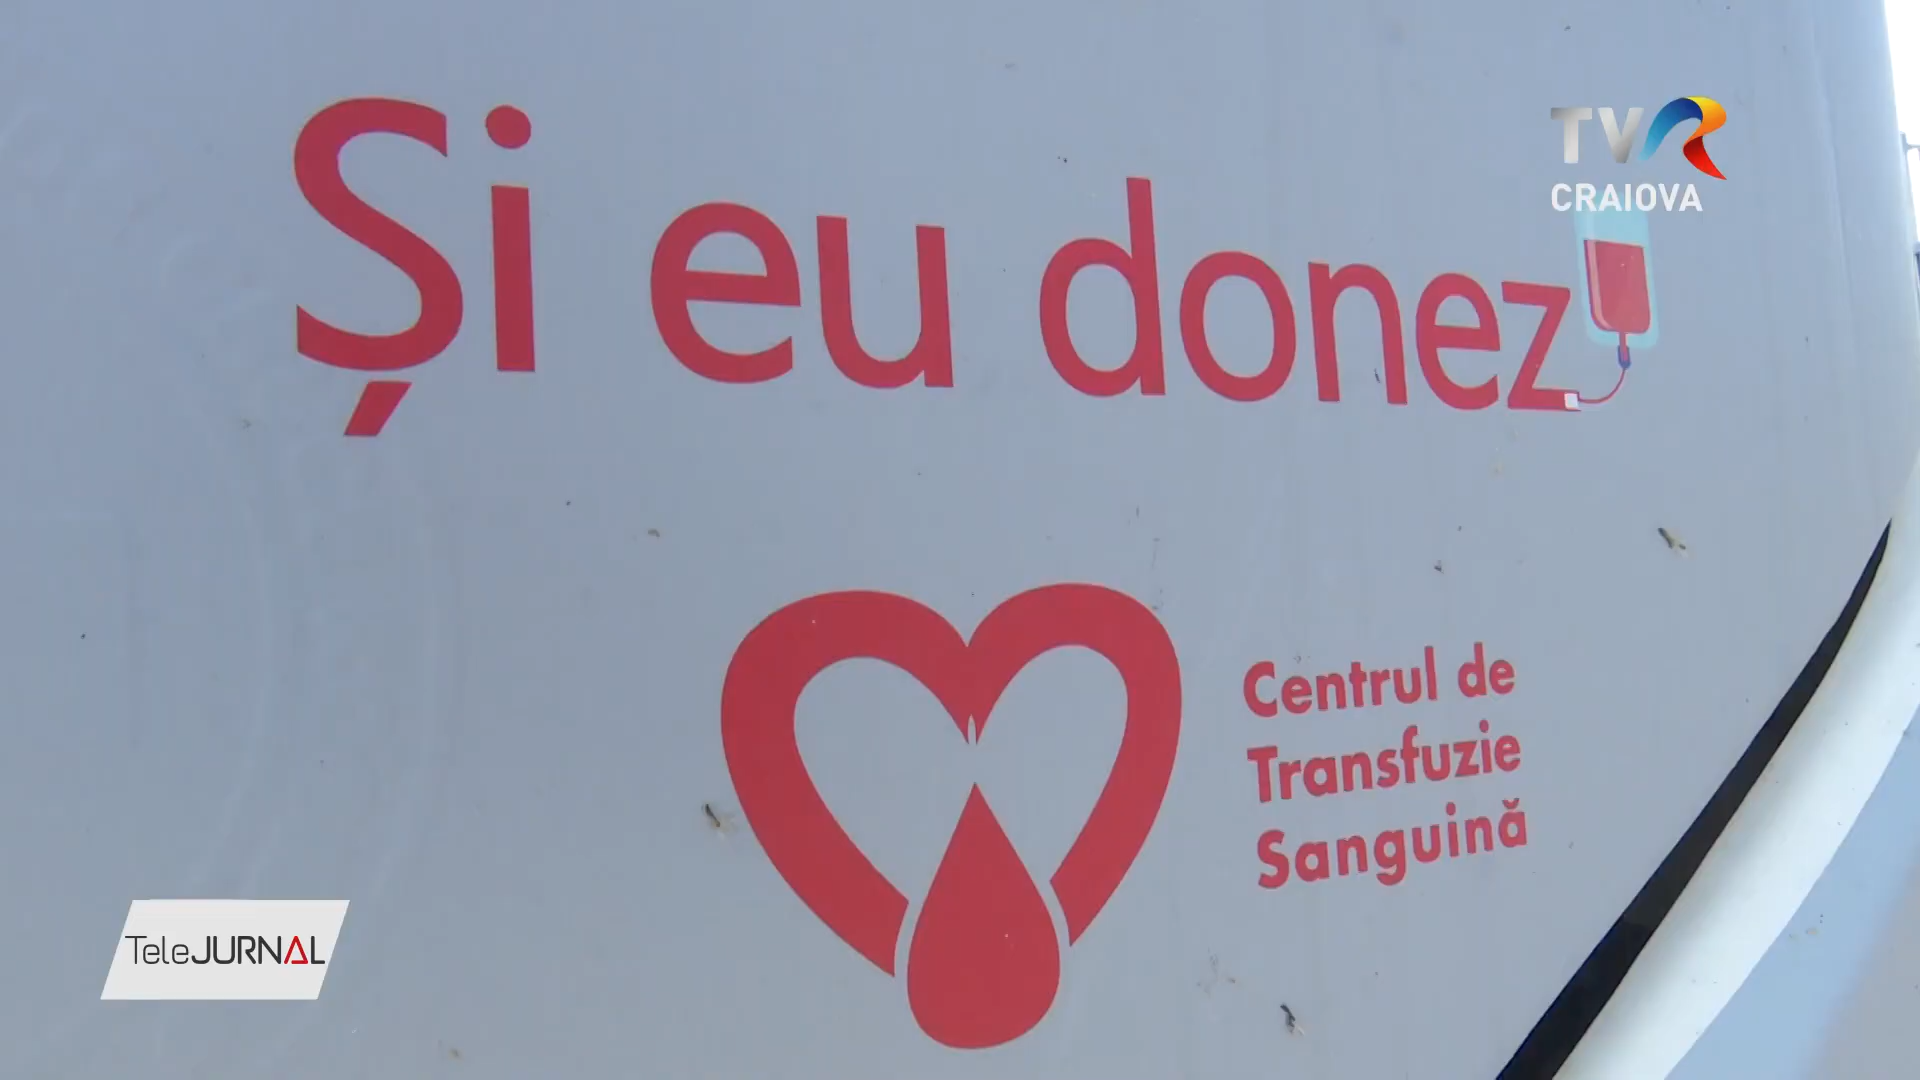 Și eu donez
TVR
CRAIOVA
Centrul de
Transfuzie
Sanguină
TeleJURNAL